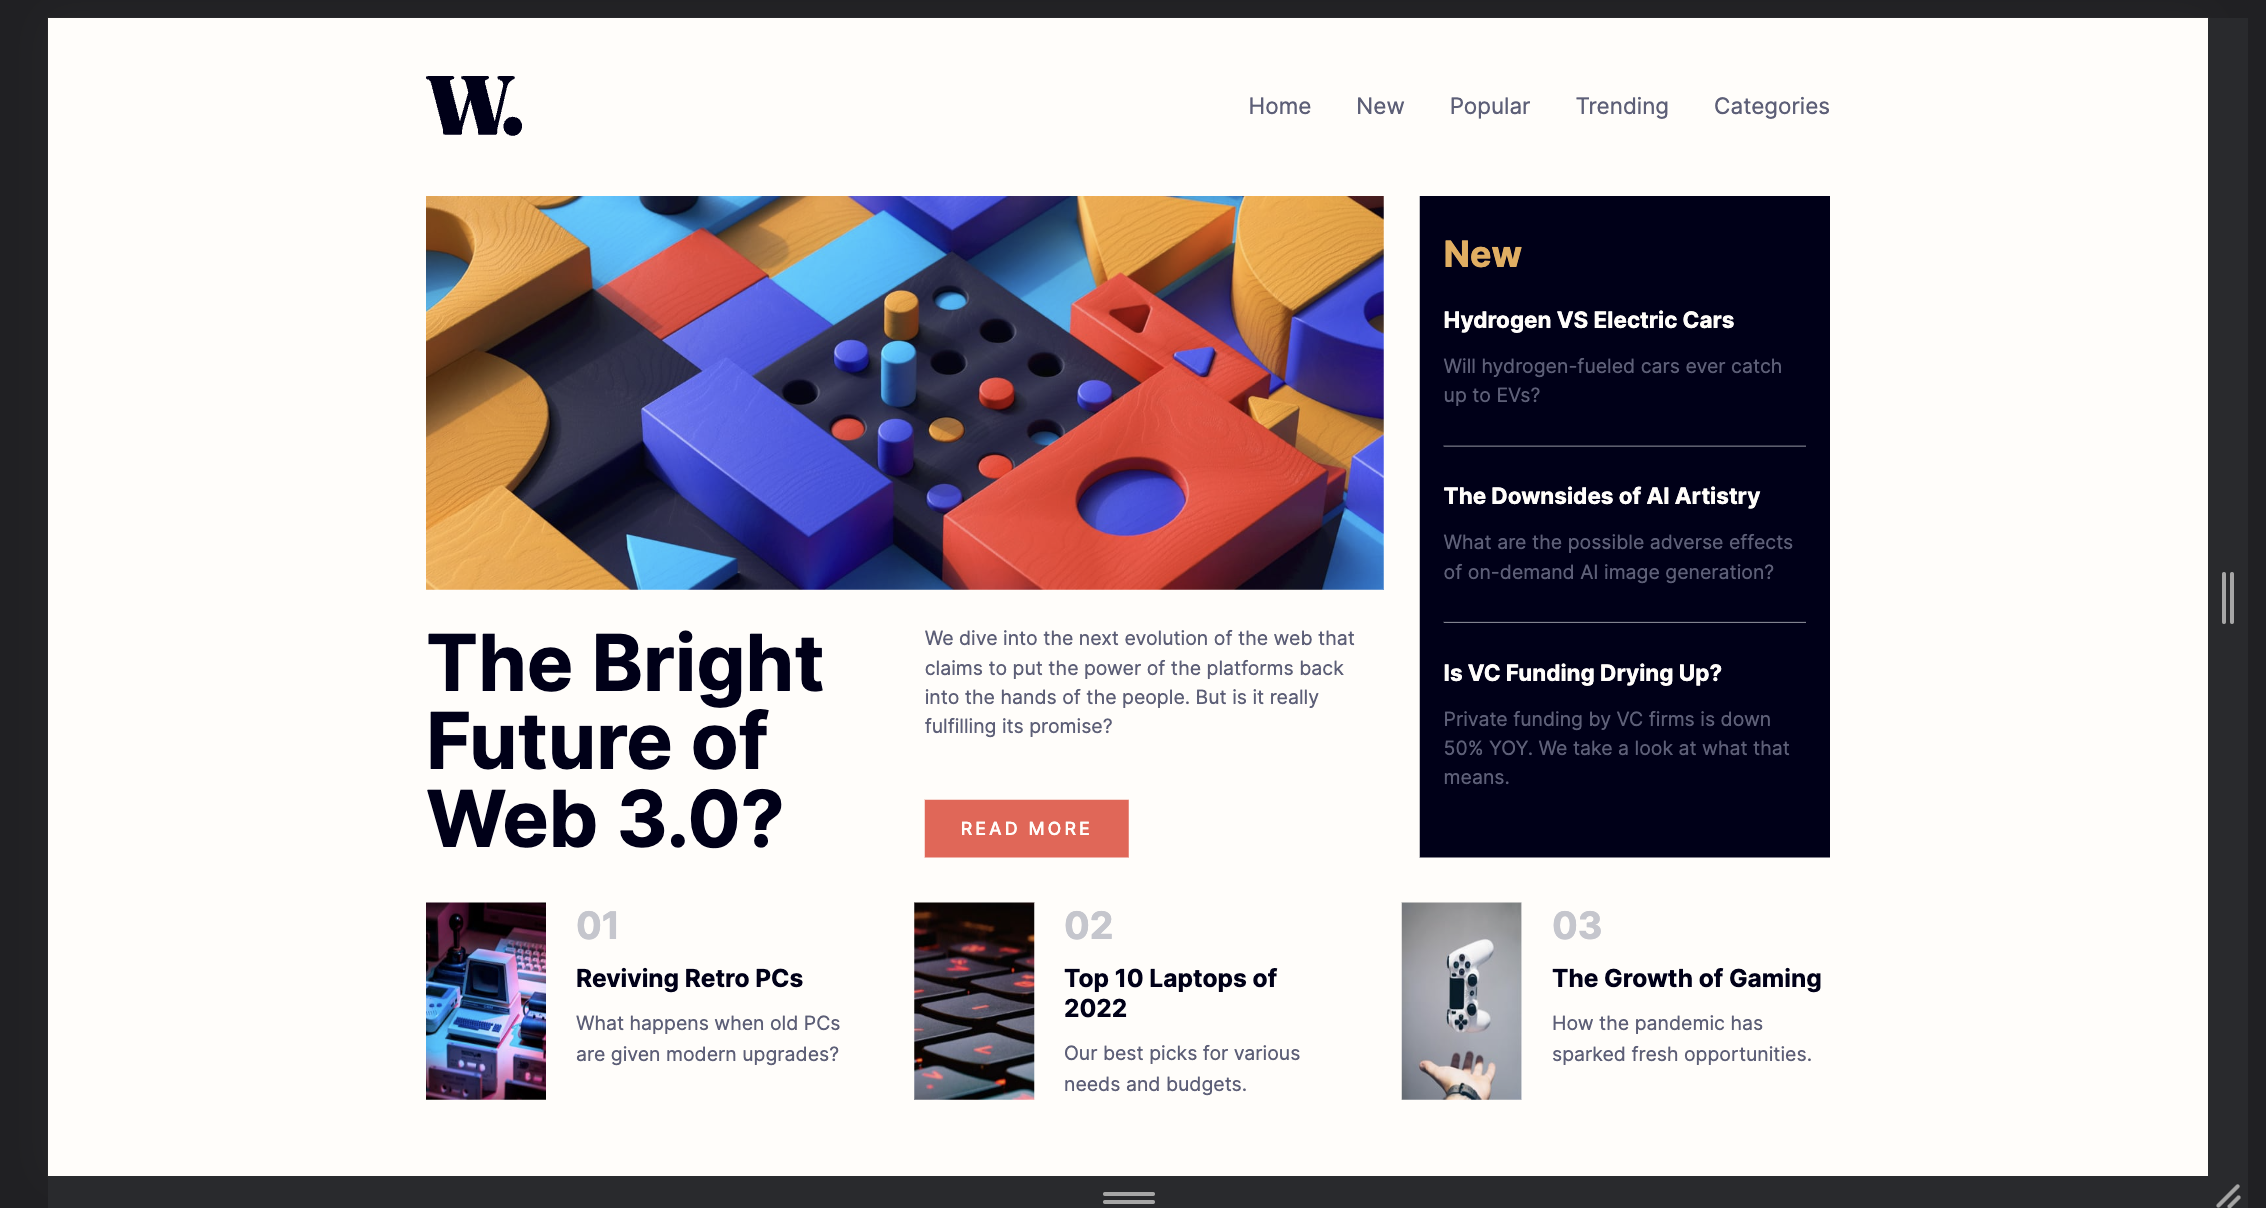 W.
Home New Popular Trending Categories
New
Hydrogen VS Electric Cars
Will hydrogen-fueled cars ever catch
up to EVs?
The Downsides of AI Artistry
What are the possible adverse effects
of on-demand AI image generation?
Is VC Funding Drying Up?
Private funding by VC firms is down
50% YOY. We take a look at what that
means.
The Bright
Future of
Web 3.0?
We dive into the next evolution of the web that
claims to put the power of the platforms back
into the hands of the people. But is it really
fulfilling its promise?
READ MORE
01
Reviving Retro PCs
What happens when old PCs
are given modern upgrades?
02
Top 10 Laptops of
2022
Our best picks for various
needs and budgets.
03
The Growth of Gaming
How the pandemic has
sparked fresh opportunities.